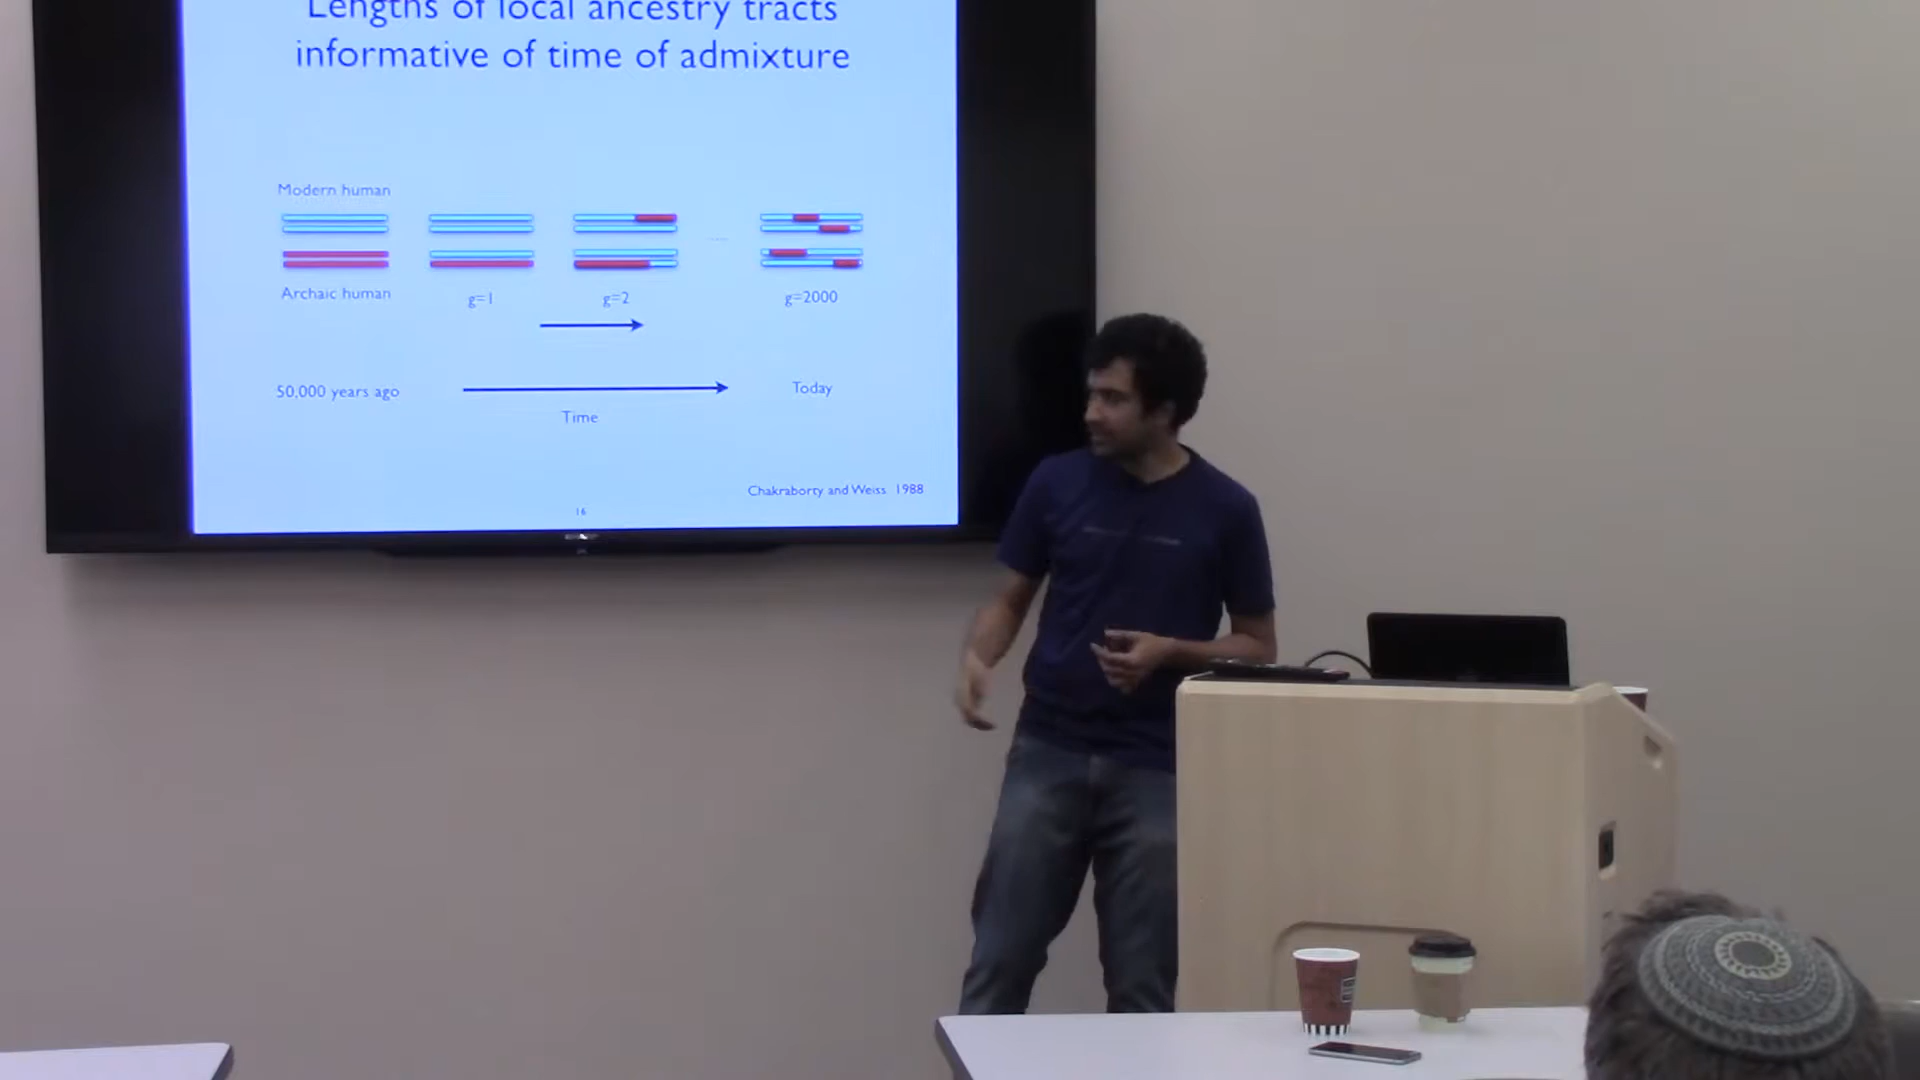 Lengths of local ancestry tracts
informative of time of admixture
Modern human
Archaic human
g=1
g=2
....
g=2000
50,000 years ago
Today
Time
Chakraborty and Weiss 1988
16